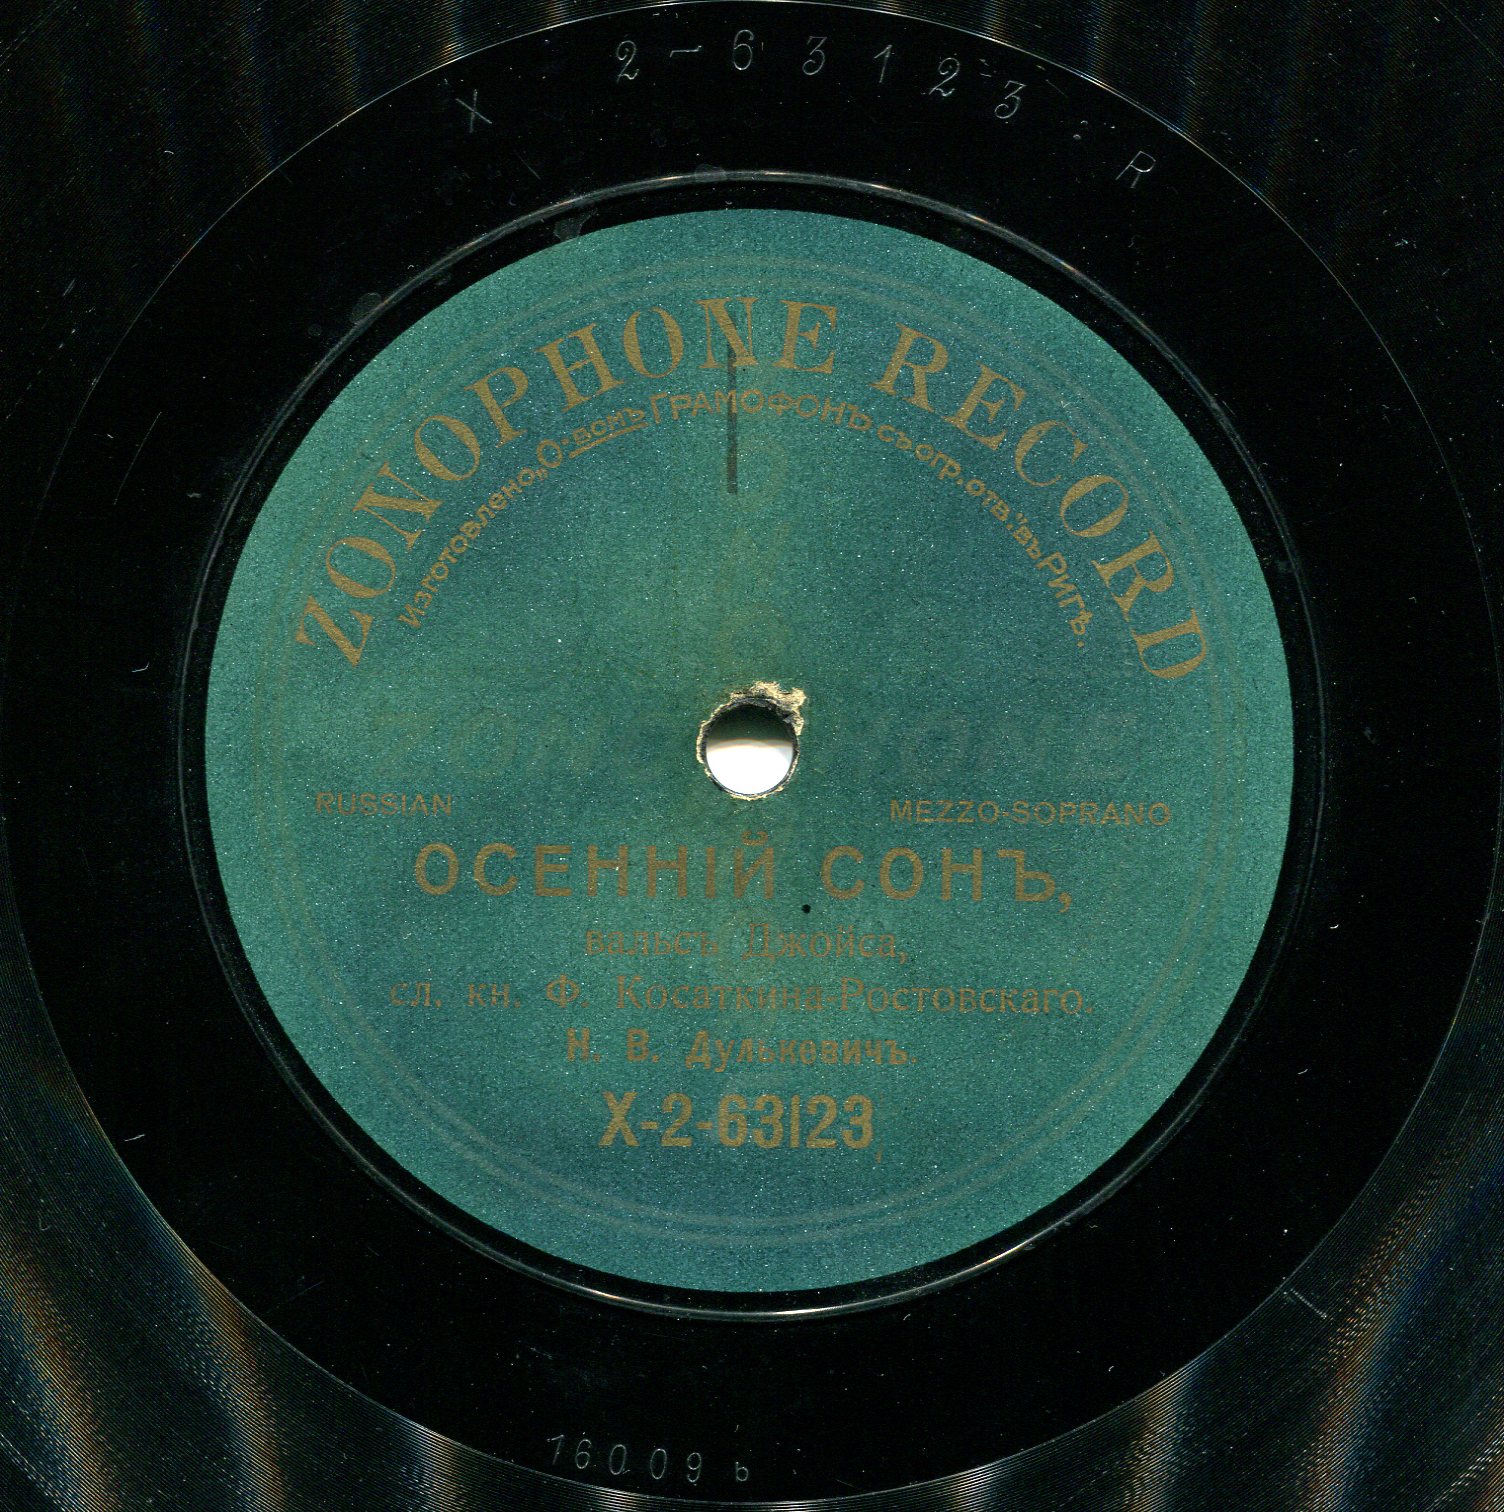 X 2-63123 R
ZONOPHONE RECORD
Изготовлено „О-вомъ ГРАМОФОНЪ съ огр. отв." въ Ригѣ.
RUSSIAN
MEZZO-SOPRANO
ОСЕННІЙ СОНЪ,
вальсъ Джойса,
сл. кн. Ф. Косаткина-Ростовскаго.
Н. В. Дулькевичъ.
X-2-63123
16009 b